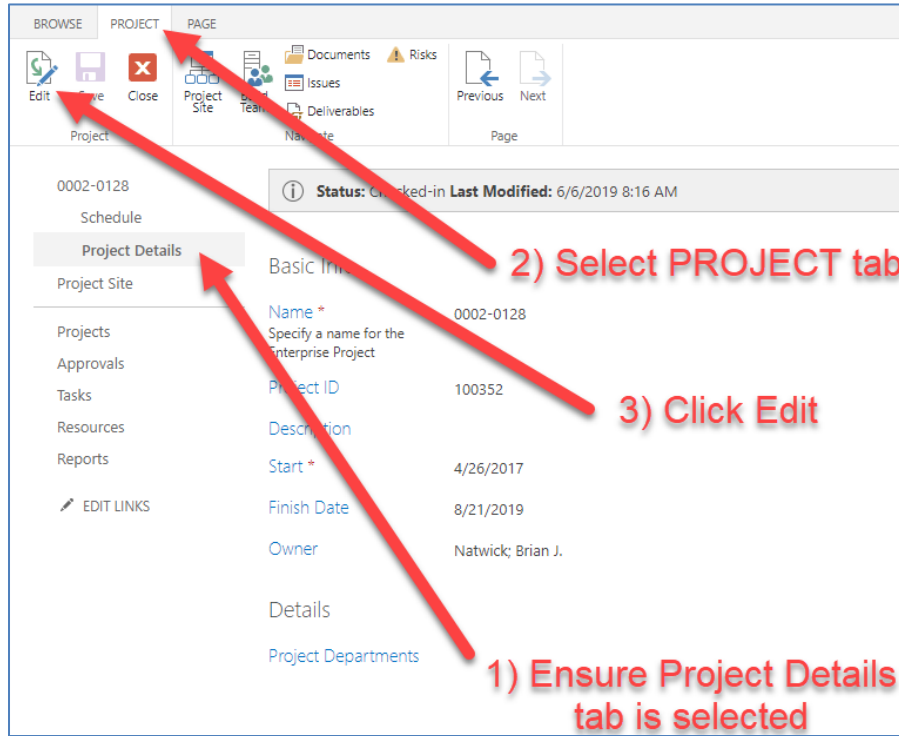 BROWSE PROJECT PAGE
Documents Risks
Issues
Deliverables
Edit Close Project Site Team Previous Next
Project Page
0002-0128
Schedule
Project Details
Project Site
Projects
Approvals
Tasks
Resources
Reports
EDIT LINKS
Status: Checked-in Last Modified: 6/6/2019 8:16 AM
2) Select PROJECT tab
Basic
Name * 0002-0128
Specify a name for the
Enterprise Project
Project ID 100352
3) Click Edit
Description
Start * 4/26/2017
Finish Date 8/21/2019
Owner Natwick; Brian J.
Details
Project Departments
1) Ensure Project Details
tab is selected